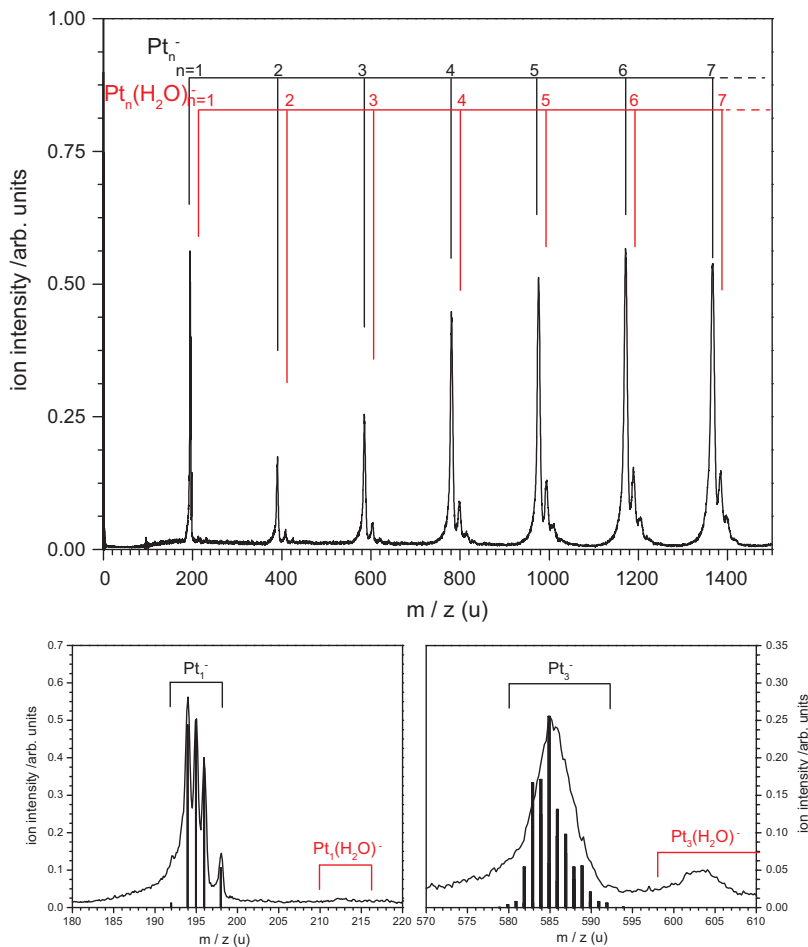 1.00
Pt_n^-
n=1 2 3 4 5 6 7
Pt_n(H_2O)^-
n=1 2 3 4 5 6 7
0.75
0.50
0.25
0.00
ion intensity /arb. units
0 200 400 600 800 1000 1200 1400
m / z (u)
0.7
0.6
0.5
0.4
0.3
0.2
0.1
0.0
ion intensity /arb. units
Pt_1^-
Pt_1(H_2O)^-
180 185 190 195 200 205 210 215 220
m / z (u)
Pt_3^-
Pt_3(H_2O)^-
0.35
0.30
0.25
0.20
0.15
0.10
0.05
0.00
ion intensity /arb. units
570 575 580 585 590 595 600 605 610
m / z (u)